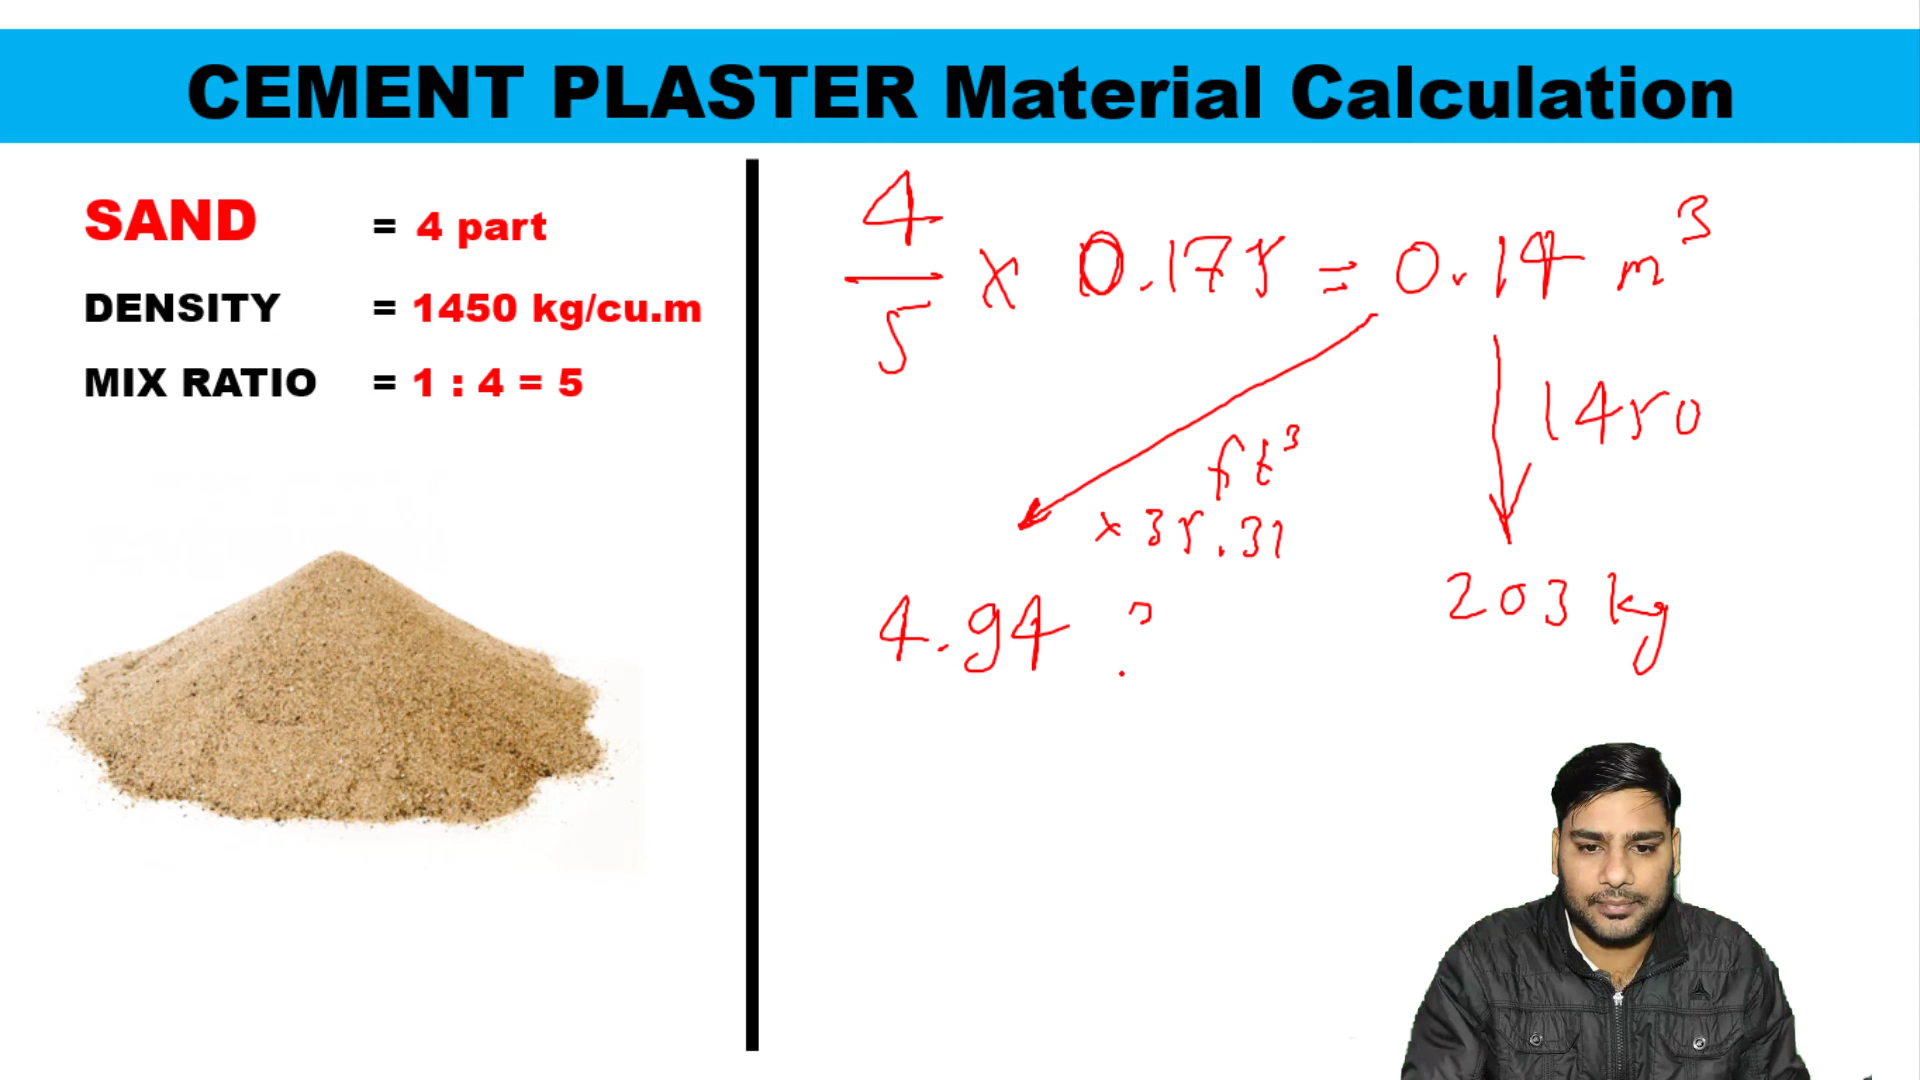 CEMENT PLASTER Material Calculation
SAND = 4 part
DENSITY = 1450 kg/cu.m
MIX RATIO = 1 : 4 = 5
4/5 x 0.175 = 0.14 m³
1450
ft³
x 35.31
4.94
203 kg